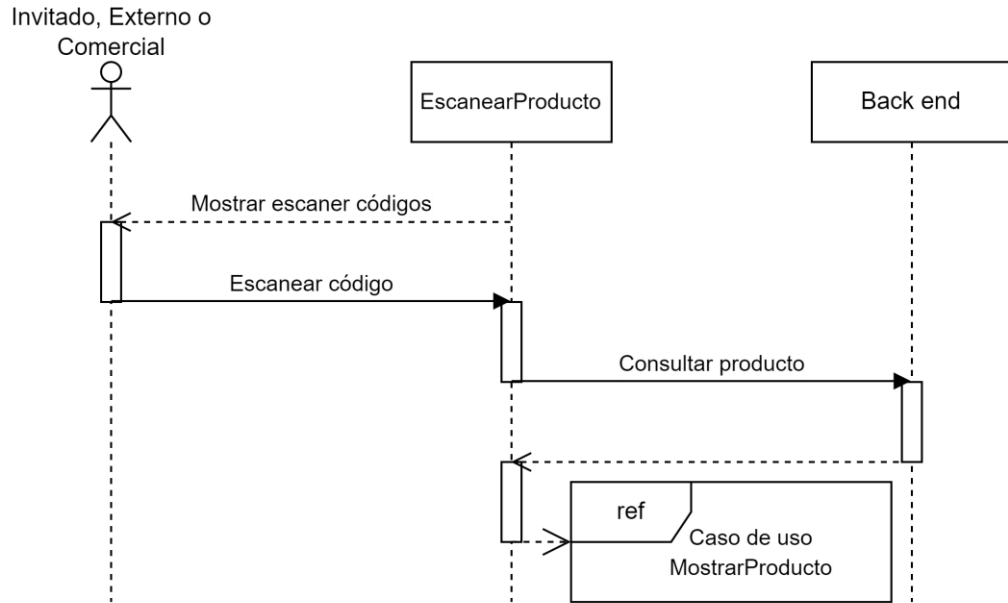 Invitado, Externo o
Comercial
EscanearProducto
Back end
Mostrar escaner códigos
Escanear código
Consultar producto
ref
Caso de uso
MostrarProducto